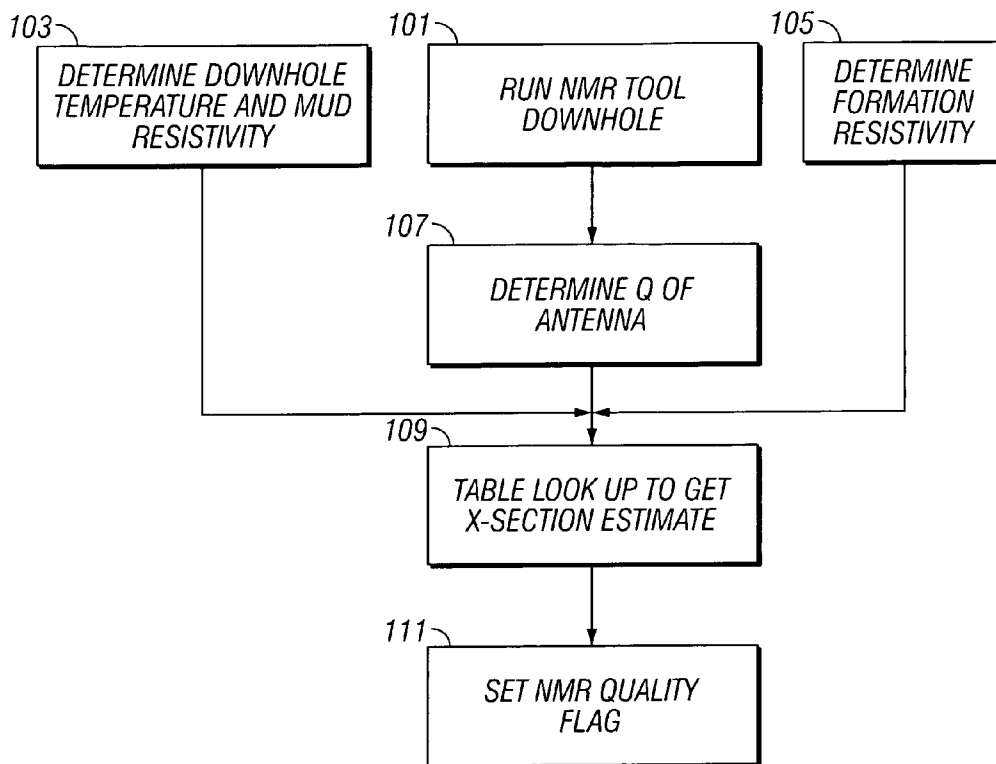 103
DETERMINE DOWNHOLE
TEMPERATURE AND MUD
RESISTIVITY
101
RUN NMR TOOL
DOWNHOLE
105
DETERMINE
FORMATION
RESISTIVITY
107
DETERMINE Q OF
ANTENNA
109
TABLE LOOK UP TO GET
X-SECTION ESTIMATE
111
SET NMR QUALITY
FLAG